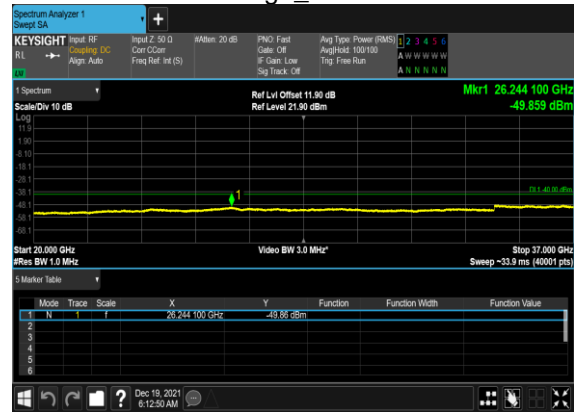 Spectrum Analyzer 1
Swept SA
KEYSIGHT Input: RF Input Z: 50 Ω #Atten: 20 dB PNO: Fast Avg Type: Power (RMS) 1 2 3 4 5 6
RL Coupling: DC Corr CCorr Gate: Off Avg|Hold: 100/100 A W W W W W
Align: Auto Freq Ref: Int (S) IF Gain: Low Trig: Free Run
Sig Track: Off A N N N N N
1 Spectrum Ref Lvl Offset 11.90 dB Mkr1 26.244 100 GHz
Scale/Div 10 dB Ref Level 21.90 dBm -49.859 dBm
Log
11.9
1.90
-8.10
-18.1
-28.1
-38.1 DL1 -40.00 dBm
1
-48.1
-58.1
-68.1
Start 20.000 GHz Video BW 3.0 MHz* Stop 37.000 GHz
#Res BW 1.0 MHz Sweep ~33.9 ms (40001 pts)
5 Marker Table
Mode Trace Scale X Y Function Function Width Function Value
1 N 1 f 26.244 100 GHz -49.86 dBm
2
3
4
5
6
? Dec 19, 2021
6:12:50 AM